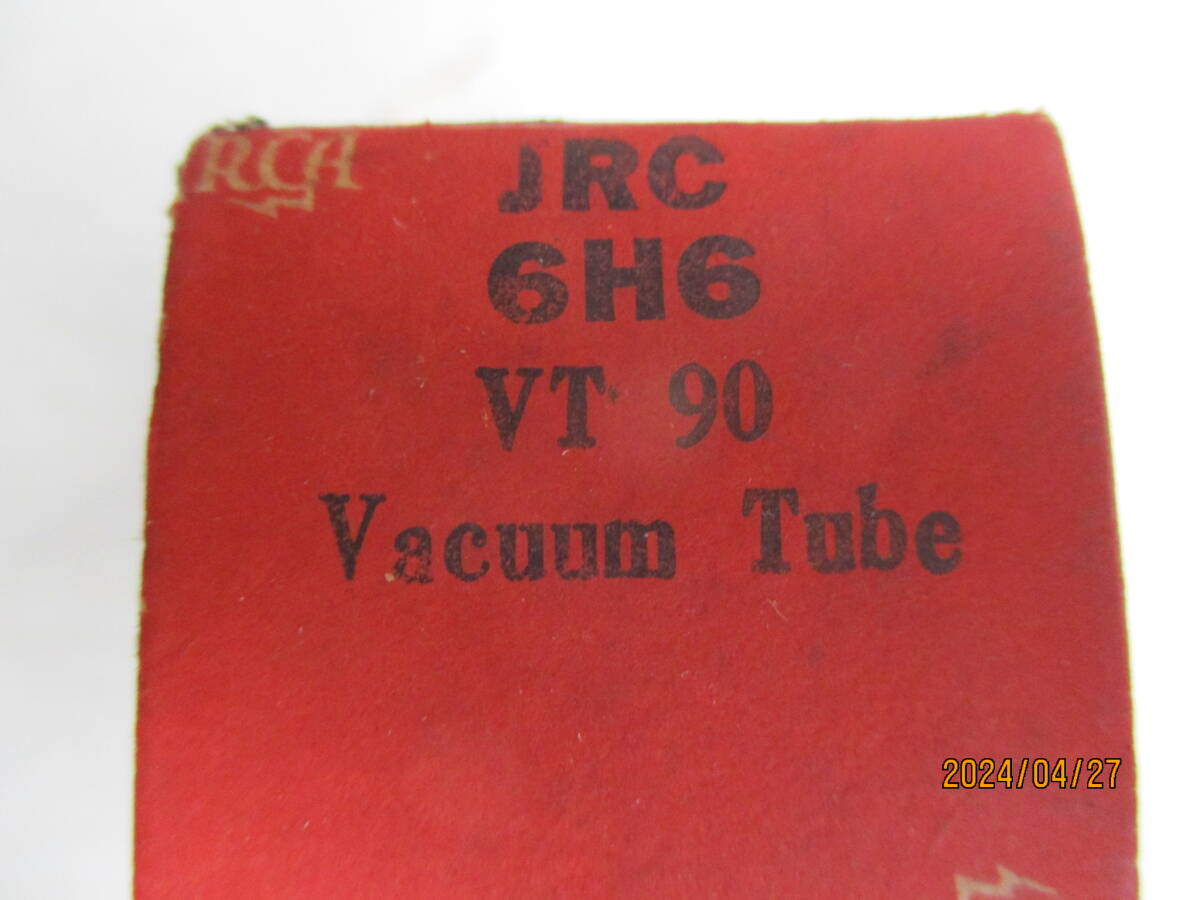 RCA
JRC
6H6
VT 90
Vacuum Tube
2024/04/27